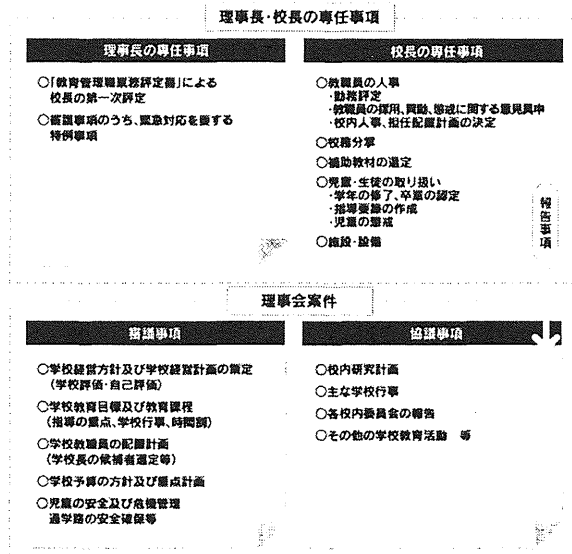 理事長・校長の専任事項
理事長の専任事項
○「教育管理職業務評定書」による
校長の第一次評定
○審議事項のうち、緊急対応を要する
特例事項
校長の専任事項
○教職員の人事
・勤務評定
・教職員の採用、異動、懲戒に関する意見具申
・校内人事、担任配置計画の決定
○校務分掌
○補助教材の選定
○児童・生徒の取り扱い
・学年の修了、卒業の認定
・指導要録の作成
・児童の懲戒
○施設・設備
報告事項
理事会案件
審議事項
○学校経営方針及び学校経営計画の策定
（学校評価・自己評価）
○学校教育目標及び教育課程
（指導の重点、学校行事、時間割）
○学校教職員の配置計画
（学校長の候補者選定等）
○学校予算の方針及び重点計画
○児童の安全及び危機管理
通学路の安全確保等
協議事項
○校内研究計画
○主な学校行事
○各校内委員会の報告
○その他の学校教育活動　等